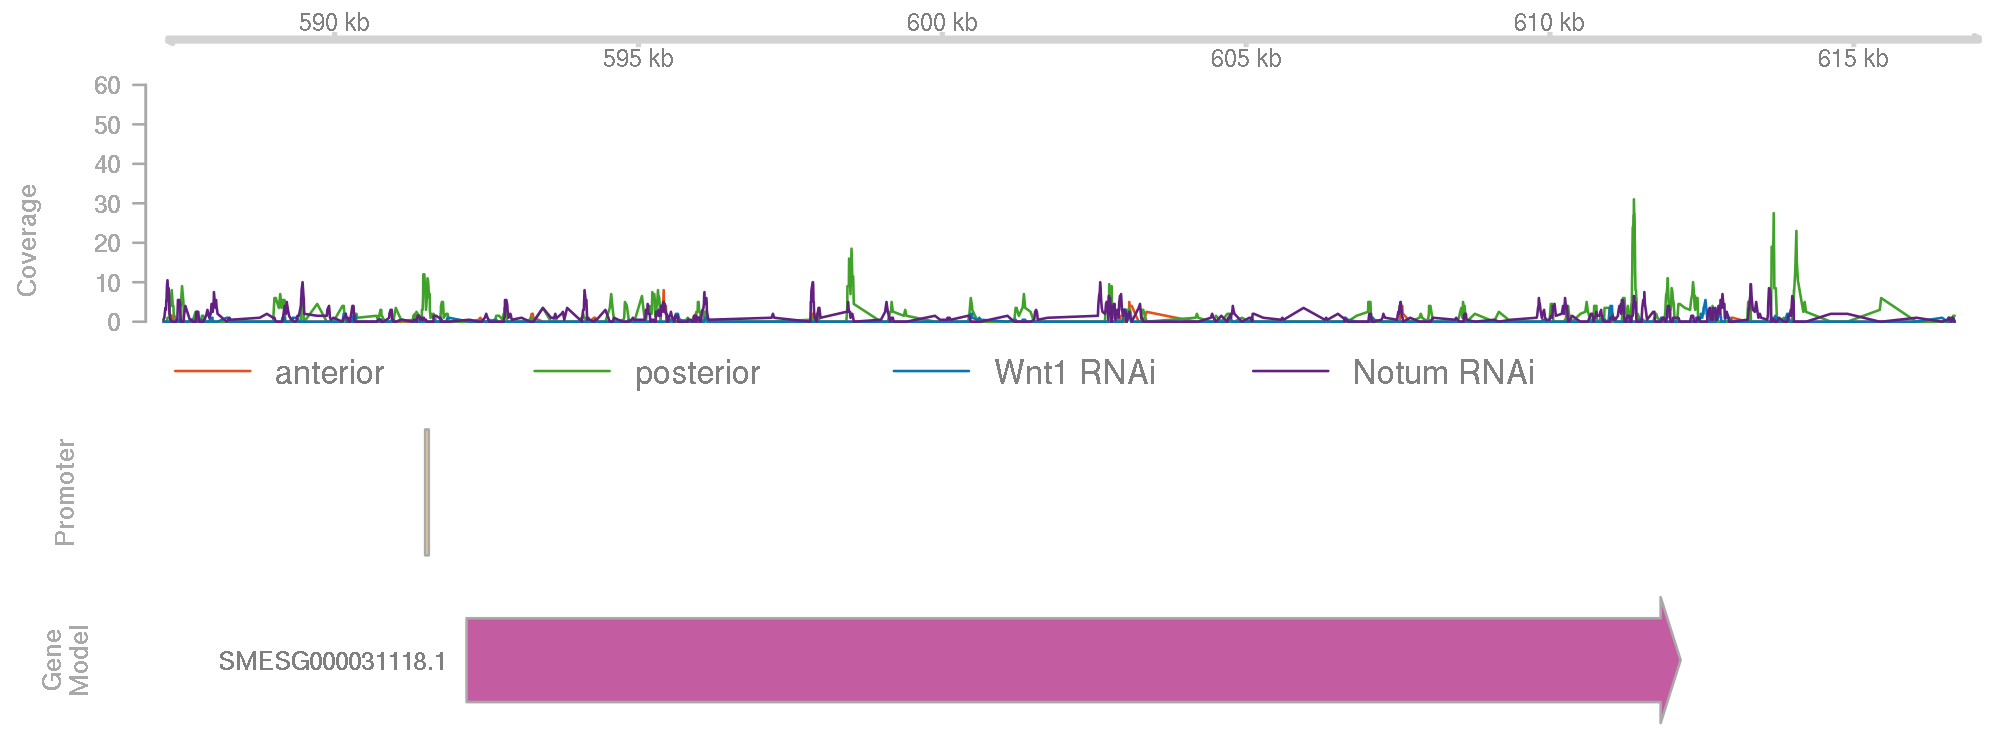 590 kb 600 kb 610 kb
595 kb 605 kb 615 kb
60
50
40
30
20
10
0
Coverage
anterior posterior Wnt1 RNAi Notum RNAi
Promoter
Gene
Model
SMESG000031118.1